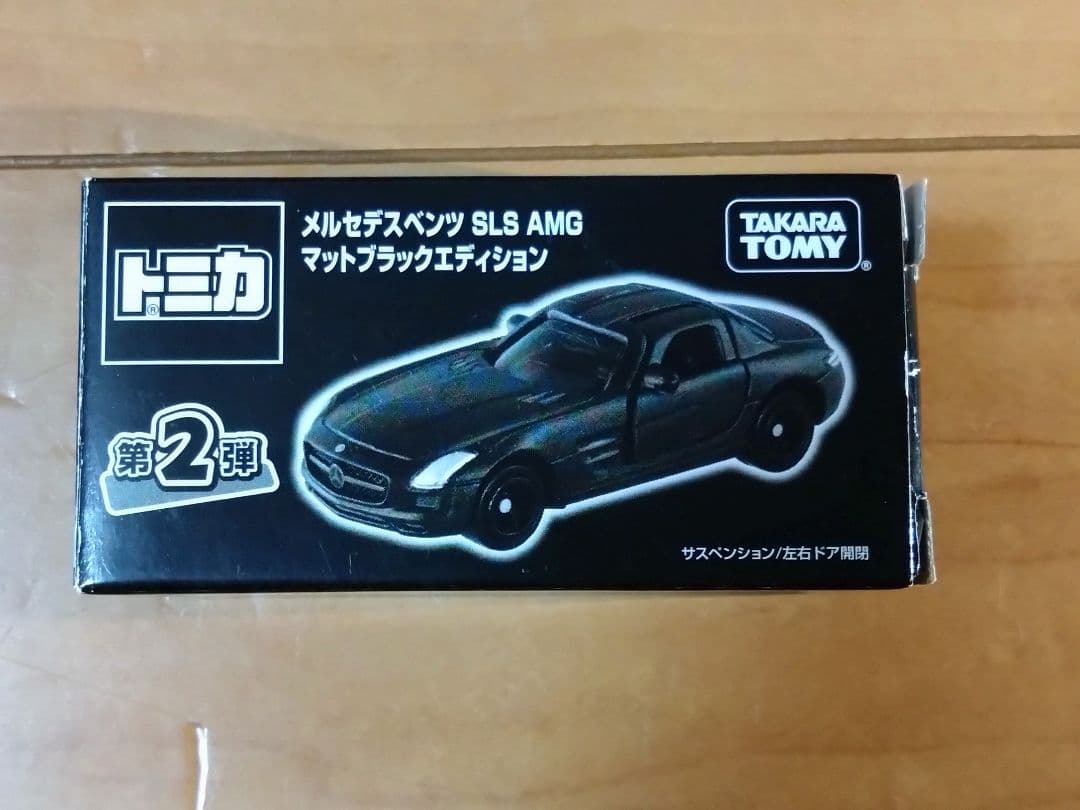 トミカ®
メルセデスベンツ SLS AMG
マットブラックエディション
TAKARA
TOMY®
第2弾
サスペンション/左右ドア開閉